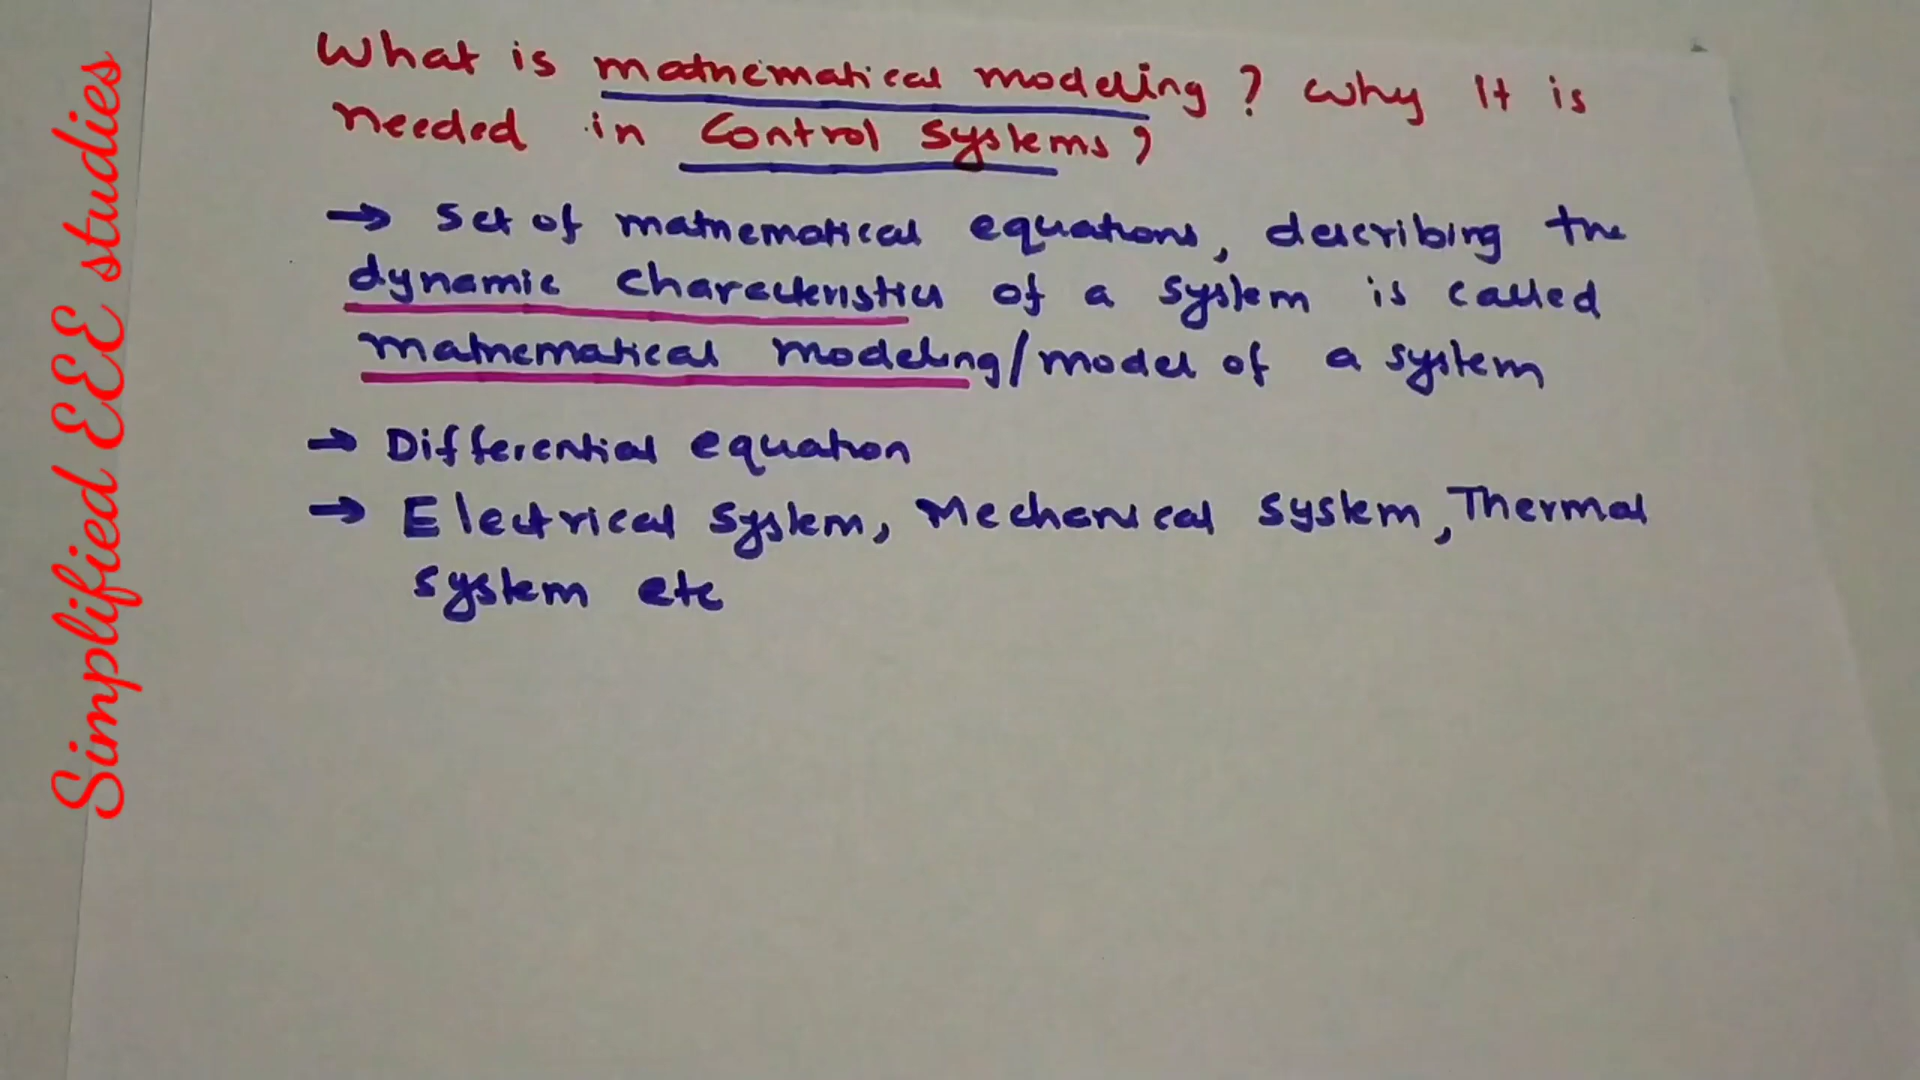 Simplified EEE studies
What is mathematical modeling? Why It is
needed in Control Systems?
→ Set of mathematical equations, describing the
dynamic characteristics of a system is called
mathematical modeling/model of a system
→ Differential equation
→ Electrical system, Mechanical system, Thermal
system etc